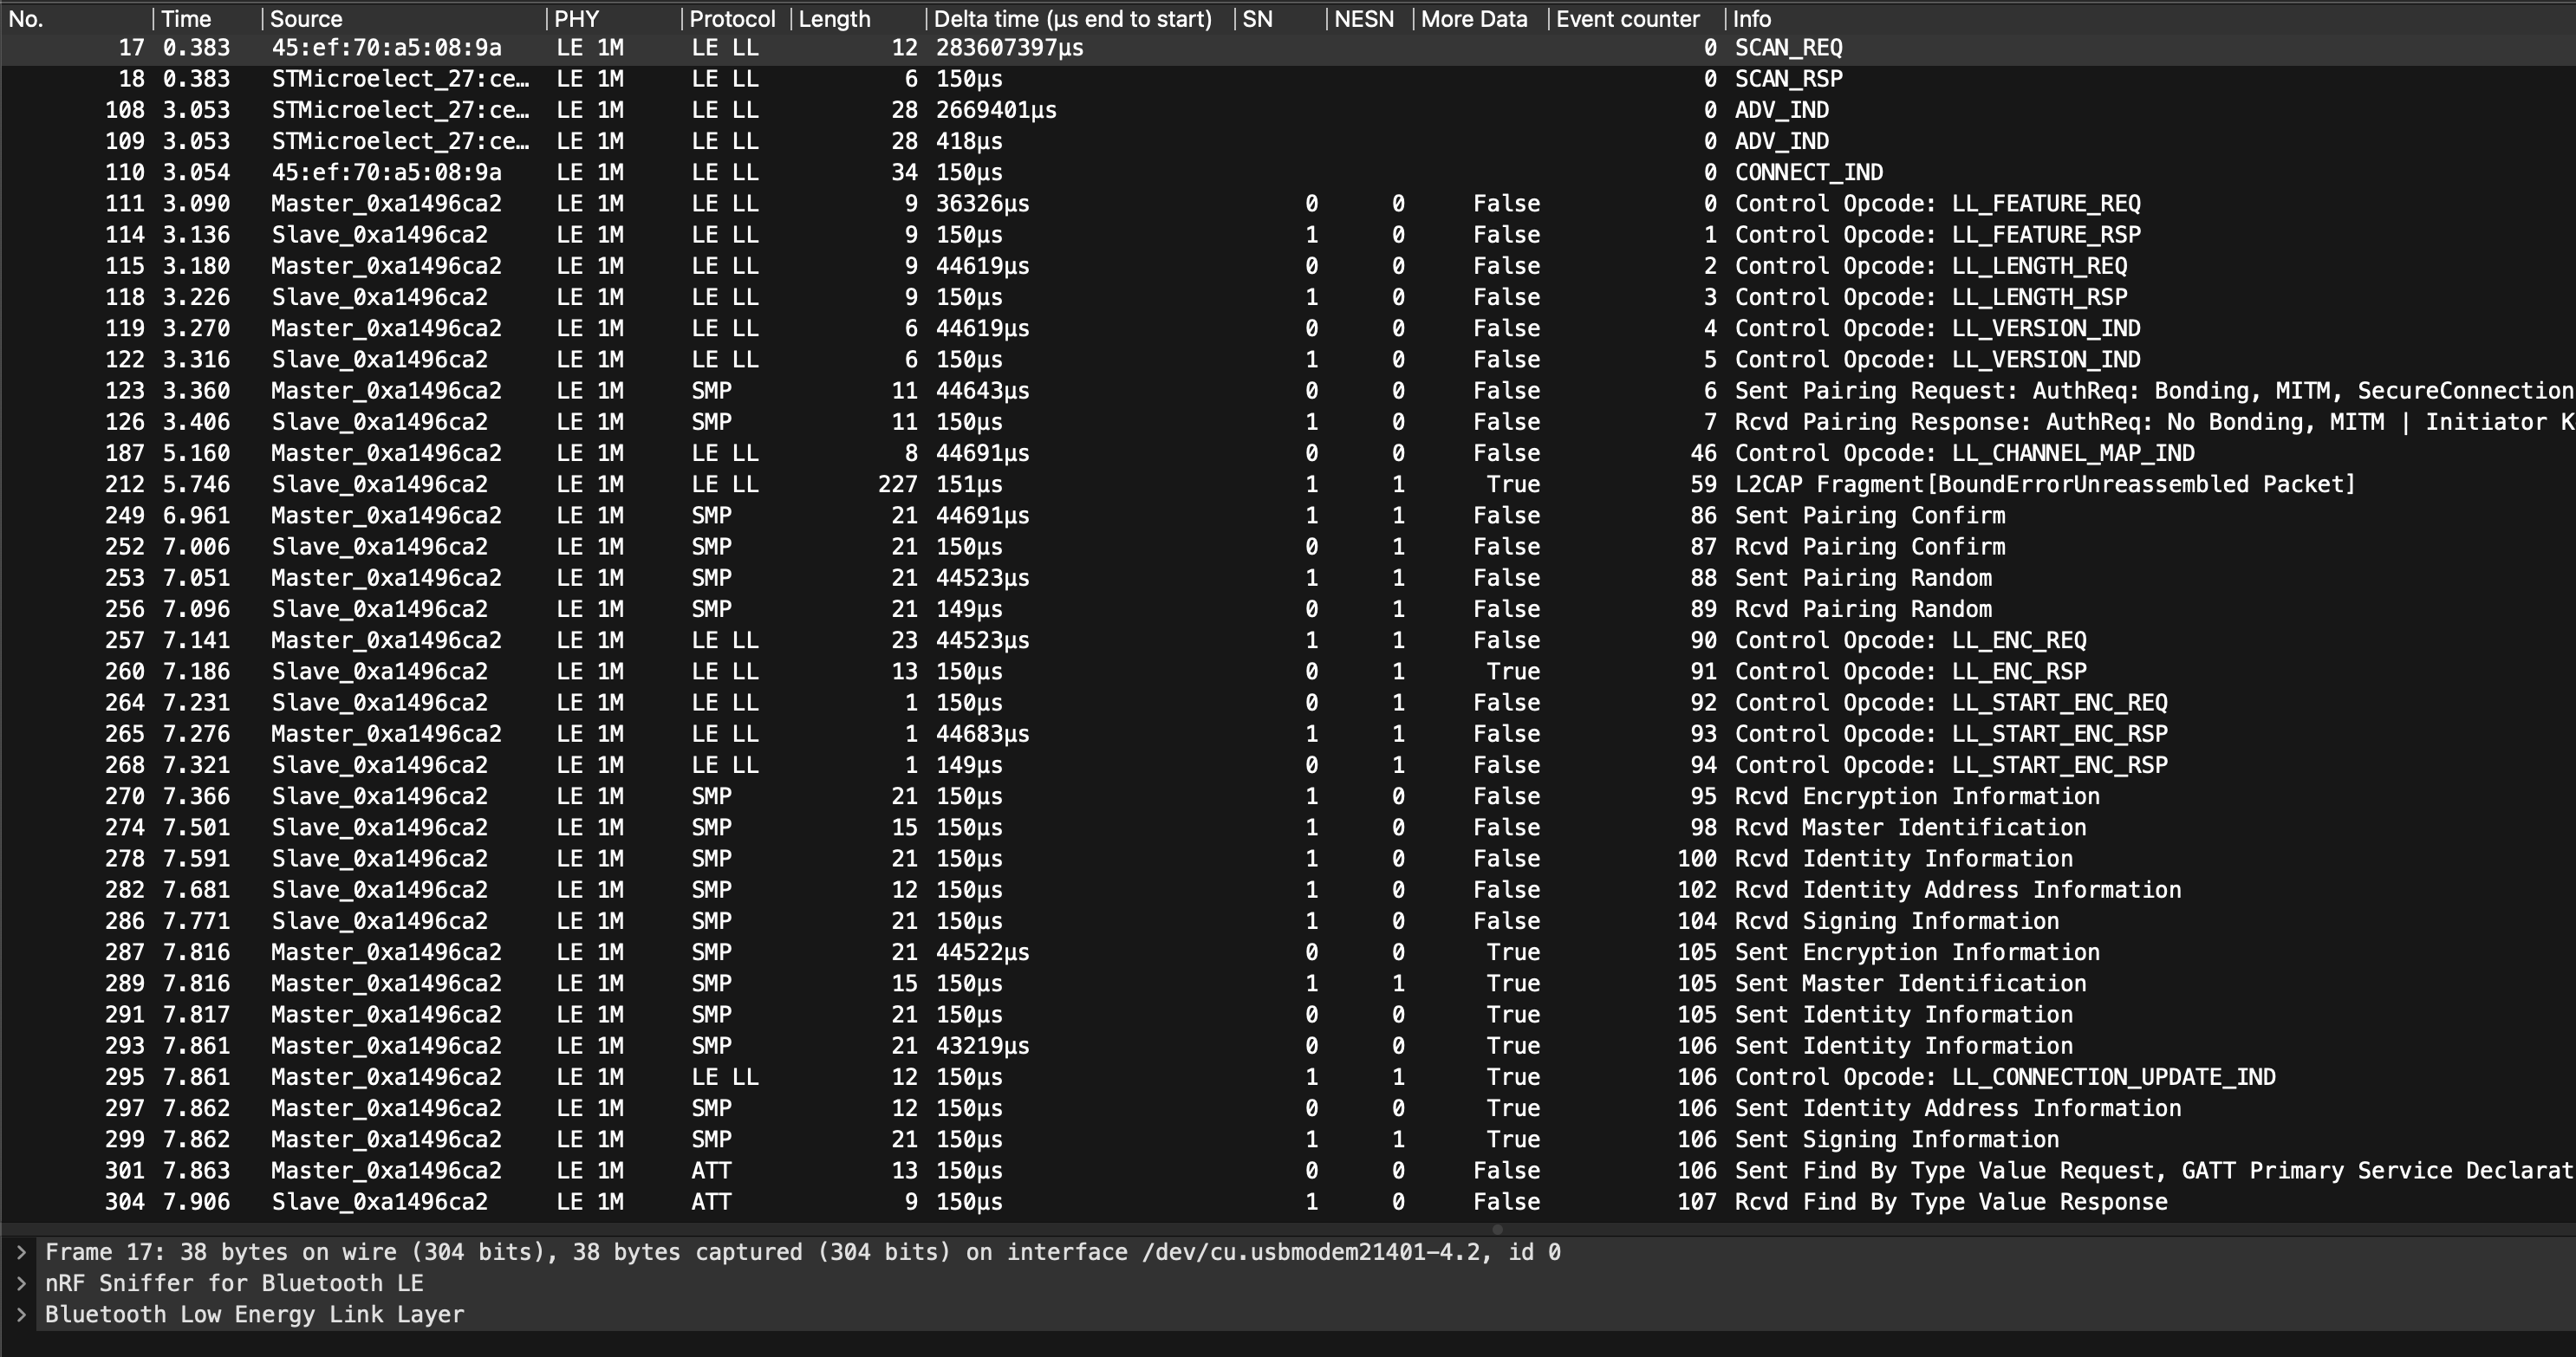 No. Time Source PHY Protocol Length Delta time (µs end to start) SN NESN More Data Event counter Info
17 0.383 45:ef:70:a5:08:9a LE 1M LE LL 12 283607397µs 0 SCAN_REQ
18 0.383 STMicroelect_27:ce… LE 1M LE LL 6 150µs 0 SCAN_RSP
108 3.053 STMicroelect_27:ce… LE 1M LE LL 28 2669401µs 0 ADV_IND
109 3.053 STMicroelect_27:ce… LE 1M LE LL 28 418µs 0 ADV_IND
110 3.054 45:ef:70:a5:08:9a LE 1M LE LL 34 150µs 0 CONNECT_IND
111 3.090 Master_0xa1496ca2 LE 1M LE LL 9 36326µs 0 0 False 0 Control Opcode: LL_FEATURE_REQ
114 3.136 Slave_0xa1496ca2 LE 1M LE LL 9 150µs 1 0 False 1 Control Opcode: LL_FEATURE_RSP
115 3.180 Master_0xa1496ca2 LE 1M LE LL 9 44619µs 0 0 False 2 Control Opcode: LL_LENGTH_REQ
118 3.226 Slave_0xa1496ca2 LE 1M LE LL 9 150µs 1 0 False 3 Control Opcode: LL_LENGTH_RSP
119 3.270 Master_0xa1496ca2 LE 1M LE LL 6 44619µs 0 0 False 4 Control Opcode: LL_VERSION_IND
122 3.316 Slave_0xa1496ca2 LE 1M LE LL 6 150µs 1 0 False 5 Control Opcode: LL_VERSION_IND
123 3.360 Master_0xa1496ca2 LE 1M SMP 11 44643µs 0 0 False 6 Sent Pairing Request: AuthReq: Bonding, MITM, SecureConnection
126 3.406 Slave_0xa1496ca2 LE 1M SMP 11 150µs 1 0 False 7 Rcvd Pairing Response: AuthReq: No Bonding, MITM | Initiator K
187 5.160 Master_0xa1496ca2 LE 1M LE LL 8 44691µs 0 0 False 46 Control Opcode: LL_CHANNEL_MAP_IND
212 5.746 Slave_0xa1496ca2 LE 1M LE LL 227 151µs 1 1 True 59 L2CAP Fragment[BoundErrorUnreassembled Packet]
249 6.961 Master_0xa1496ca2 LE 1M SMP 21 44691µs 1 1 False 86 Sent Pairing Confirm
252 7.006 Slave_0xa1496ca2 LE 1M SMP 21 150µs 0 1 False 87 Rcvd Pairing Confirm
253 7.051 Master_0xa1496ca2 LE 1M SMP 21 44523µs 1 1 False 88 Sent Pairing Random
256 7.096 Slave_0xa1496ca2 LE 1M SMP 21 149µs 0 1 False 89 Rcvd Pairing Random
257 7.141 Master_0xa1496ca2 LE 1M LE LL 23 44523µs 1 1 False 90 Control Opcode: LL_ENC_REQ
260 7.186 Slave_0xa1496ca2 LE 1M LE LL 13 150µs 0 1 True 91 Control Opcode: LL_ENC_RSP
264 7.231 Slave_0xa1496ca2 LE 1M LE LL 1 150µs 0 1 False 92 Control Opcode: LL_START_ENC_REQ
265 7.276 Master_0xa1496ca2 LE 1M LE LL 1 44683µs 1 1 False 93 Control Opcode: LL_START_ENC_RSP
268 7.321 Slave_0xa1496ca2 LE 1M LE LL 1 149µs 0 1 False 94 Control Opcode: LL_START_ENC_RSP
270 7.366 Slave_0xa1496ca2 LE 1M SMP 21 150µs 1 0 False 95 Rcvd Encryption Information
274 7.501 Slave_0xa1496ca2 LE 1M SMP 15 150µs 1 0 False 98 Rcvd Master Identification
278 7.591 Slave_0xa1496ca2 LE 1M SMP 21 150µs 1 0 False 100 Rcvd Identity Information
282 7.681 Slave_0xa1496ca2 LE 1M SMP 12 150µs 1 0 False 102 Rcvd Identity Address Information
286 7.771 Slave_0xa1496ca2 LE 1M SMP 21 150µs 1 0 False 104 Rcvd Signing Information
287 7.816 Master_0xa1496ca2 LE 1M SMP 21 44522µs 0 0 True 105 Sent Encryption Information
289 7.816 Master_0xa1496ca2 LE 1M SMP 15 150µs 1 1 True 105 Sent Master Identification
291 7.817 Master_0xa1496ca2 LE 1M SMP 21 150µs 0 0 True 105 Sent Identity Information
293 7.861 Master_0xa1496ca2 LE 1M SMP 21 43219µs 0 0 True 106 Sent Identity Information
295 7.861 Master_0xa1496ca2 LE 1M LE LL 12 150µs 1 1 True 106 Control Opcode: LL_CONNECTION_UPDATE_IND
297 7.862 Master_0xa1496ca2 LE 1M SMP 12 150µs 0 0 True 106 Sent Identity Address Information
299 7.862 Master_0xa1496ca2 LE 1M SMP 21 150µs 1 1 True 106 Sent Signing Information
301 7.863 Master_0xa1496ca2 LE 1M ATT 13 150µs 0 0 False 106 Sent Find By Type Value Request, GATT Primary Service Declarat
304 7.906 Slave_0xa1496ca2 LE 1M ATT 9 150µs 1 0 False 107 Rcvd Find By Type Value Response
> Frame 17: 38 bytes on wire (304 bits), 38 bytes captured (304 bits) on interface /dev/cu.usbmodem21401-4.2, id 0
> nRF Sniffer for Bluetooth LE
> Bluetooth Low Energy Link Layer